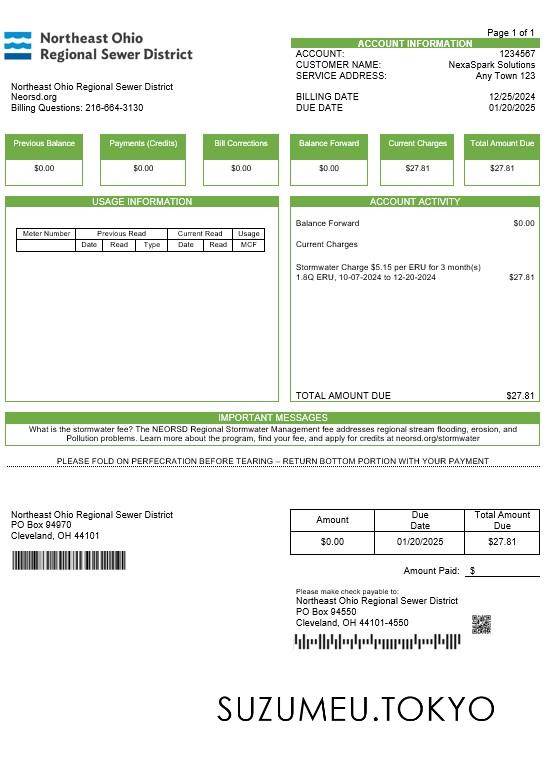 Northeast Ohio
Regional Sewer District
Page 1 of 1
ACCOUNT INFORMATION
ACCOUNT: 1234567
CUSTOMER NAME: NexaSpark Solutions
SERVICE ADDRESS: Any Town 123
BILLING DATE 12/25/2024
DUE DATE 01/20/2025
Northeast Ohio Regional Sewer District
Neorsd.org
Billing Questions: 216-664-3130
Previous Balance Payments (Credits) Bill Corrections Balance Forward Current Charges Total Amount Due
$0.00 $0.00 $0.00 $0.00 $27.81 $27.81
USAGE INFORMATION
Meter Number Previous Read Current Read Usage
Date Read Type Date Read MCF
ACCOUNT ACTIVITY
Balance Forward $0.00
Current Charges
Stormwater Charge $5.15 per ERU for 3 month(s)
1.8Q ERU, 10-07-2024 to 12-20-2024 $27.81
TOTAL AMOUNT DUE $27.81
IMPORTANT MESSAGES
What is the stormwater fee? The NEORSD Regional Stormwater Management fee addresses regional stream flooding, erosion, and
Pollution problems. Learn more about the program, find your fee, and apply for credits at neorsd.org/stormwater
PLEASE FOLD ON PERFECRATION BEFORE TEARING – RETURN BOTTOM PORTION WITH YOUR PAYMENT
Northeast Ohio Regional Sewer District
PO Box 94970
Cleveland, OH 44101
Amount Due Date Total Amount Due
$0.00 01/20/2025 $27.81
Amount Paid: $
Please make check payable to:
Northeast Ohio Regional Sewer District
PO Box 94550
Cleveland, OH 44101-4550
SUZUMEU.TOKYO